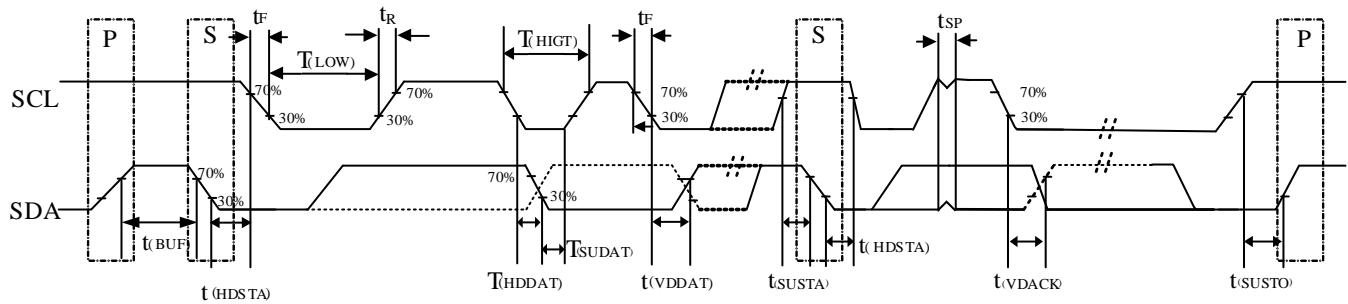 tF tR tF tSP
P S T(HIGT) S P
T(LOW)
SCL 70% 70% 70% 70%
30% 30% 30% 30%
SDA 70% 30% 70% 30%
t(BUF) T(SUDAT) t(HDSTA)
t(HDSTA) T(HDDAT) t(VDDAT) t(SUSTA) t(VDACK) t(SUSTO)